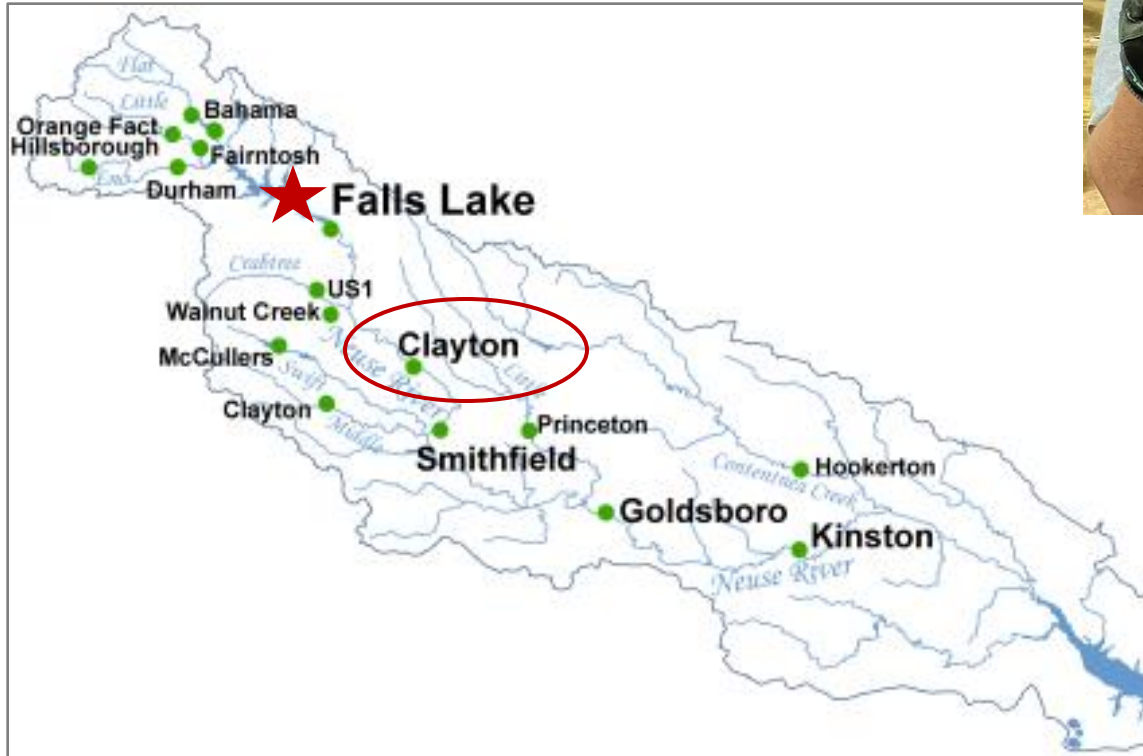 Flat
Little
Bahama
Orange Fact
Hillsborough
Fairntosh
Eno
Durham
Falls Lake
Crabtree
US1
Walnut Creek
Neuse River
Clayton
McCullers
Swift
Little
Clayton
Middle
Princeton
Smithfield
Contentnea Creek
Hookerton
Goldsboro
Kinston
Neuse River